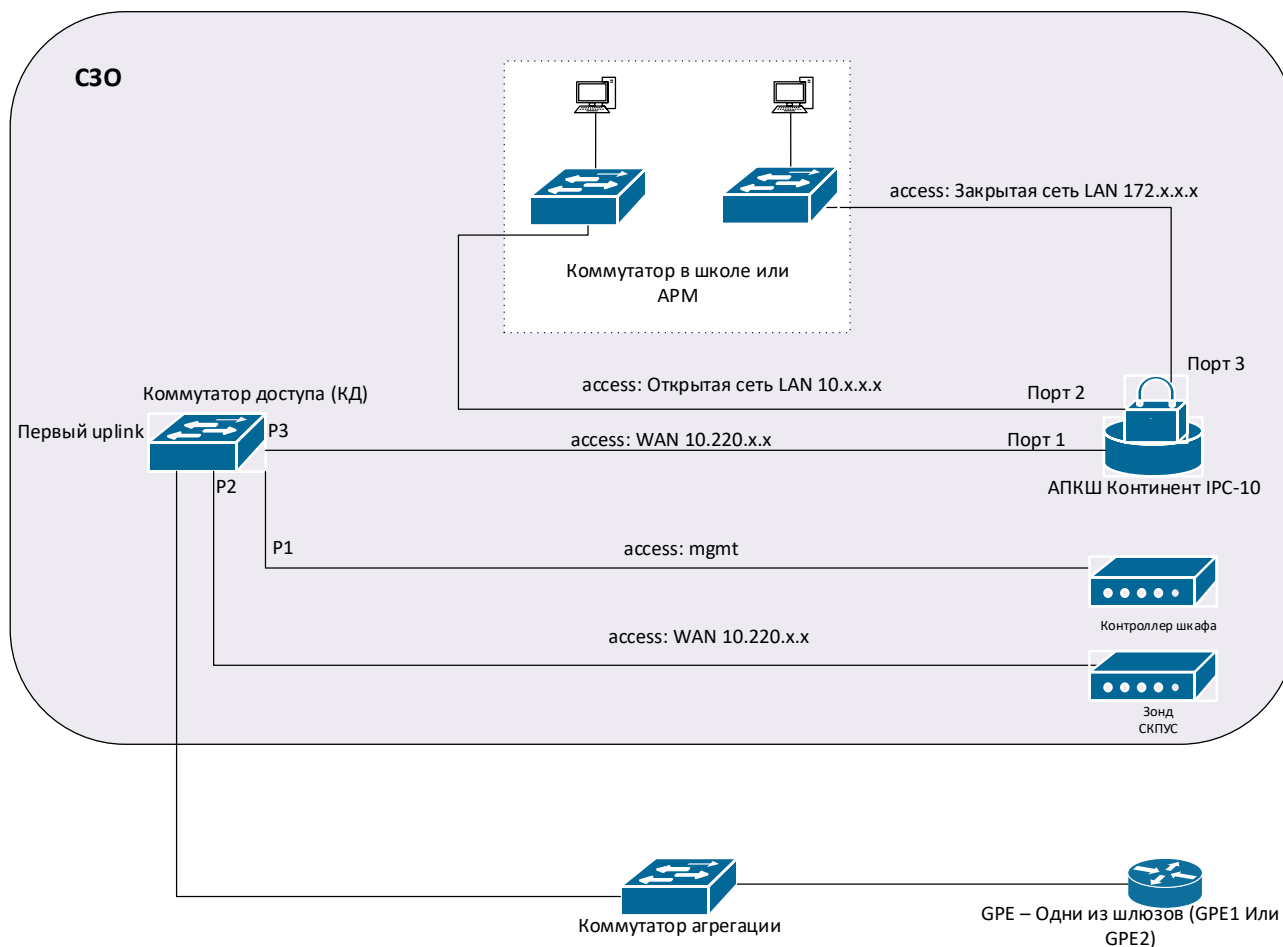 СЗО
access: Закрытая сеть LAN 172.x.x.x
Коммутатор в школе или
АРМ
Порт 3
Коммутатор доступа (КД)
access: Открытая сеть LAN 10.x.x.x
Порт 2
Первый uplink
P3
access: WAN 10.220.x.x
Порт 1
P2
АПКШ Континент IPC-10
P1
access: mgmt
Контроллер шкафа
access: WAN 10.220.x.x
Зонд
СКПУС
Коммутатор агрегации
GPE – Одни из шлюзов (GPE1 Или
GPE2)